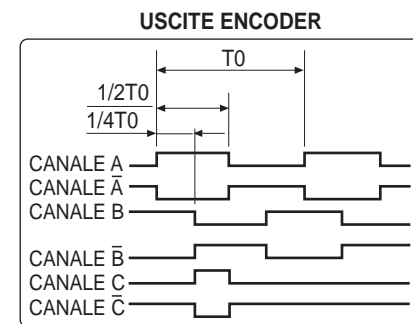 USCITE ENCODER
T0
1/2T0
1/4T0
CANALE A
CANALE A̅
CANALE B
CANALE B̅
CANALE C
CANALE C̅